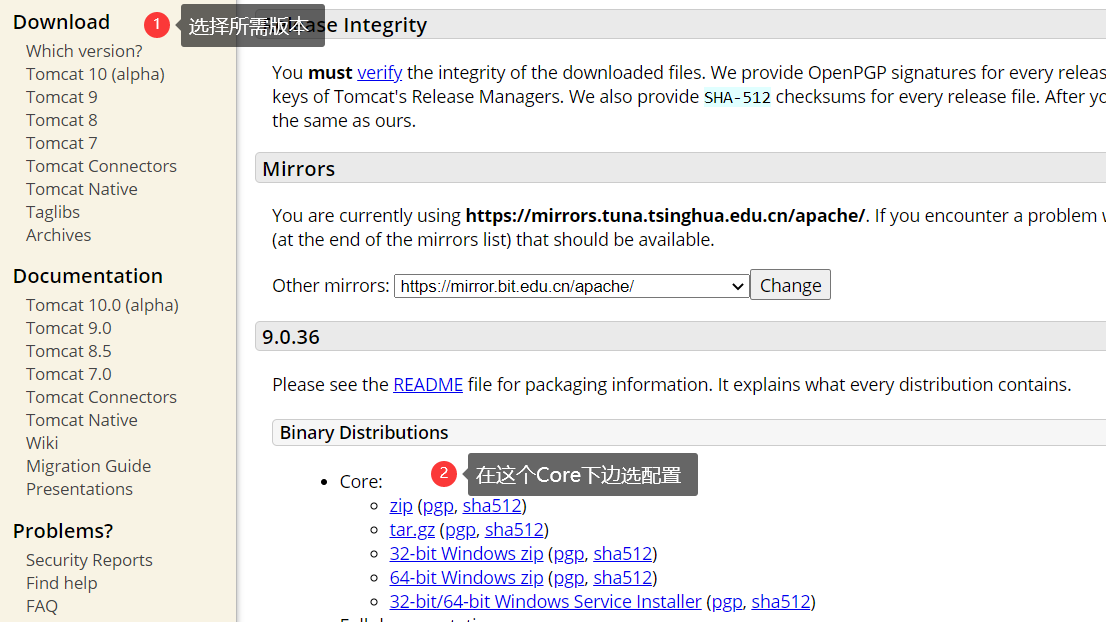 Download
1
选择所需版本
Which version?
Tomcat 10 (alpha)
Tomcat 9
Tomcat 8
Tomcat 7
Tomcat Connectors
Tomcat Native
Taglibs
Archives
Documentation
Tomcat 10.0 (alpha)
Tomcat 9.0
Tomcat 8.5
Tomcat 7.0
Tomcat Connectors
Tomcat Native
Wiki
Migration Guide
Presentations
Problems?
Security Reports
Find help
FAQ
Integrity
You must verify the integrity of the downloaded files. We provide OpenPGP signatures for every releas
keys of Tomcat's Release Managers. We also provide SHA-512 checksums for every release file. After yo
the same as ours.
Mirrors
You are currently using https://mirrors.tuna.tsinghua.edu.cn/apache/. If you encounter a problem w
(at the end of the mirrors list) that should be available.
Other mirrors: https://mirror.bit.edu.cn/apache/ Change
9.0.36
Please see the README file for packaging information. It explains what every distribution contains.
Binary Distributions
2
在这个Core下边选配置
Core:
zip (pgp, sha512)
tar.gz (pgp, sha512)
32-bit Windows zip (pgp, sha512)
64-bit Windows zip (pgp, sha512)
32-bit/64-bit Windows Service Installer (pgp, sha512)